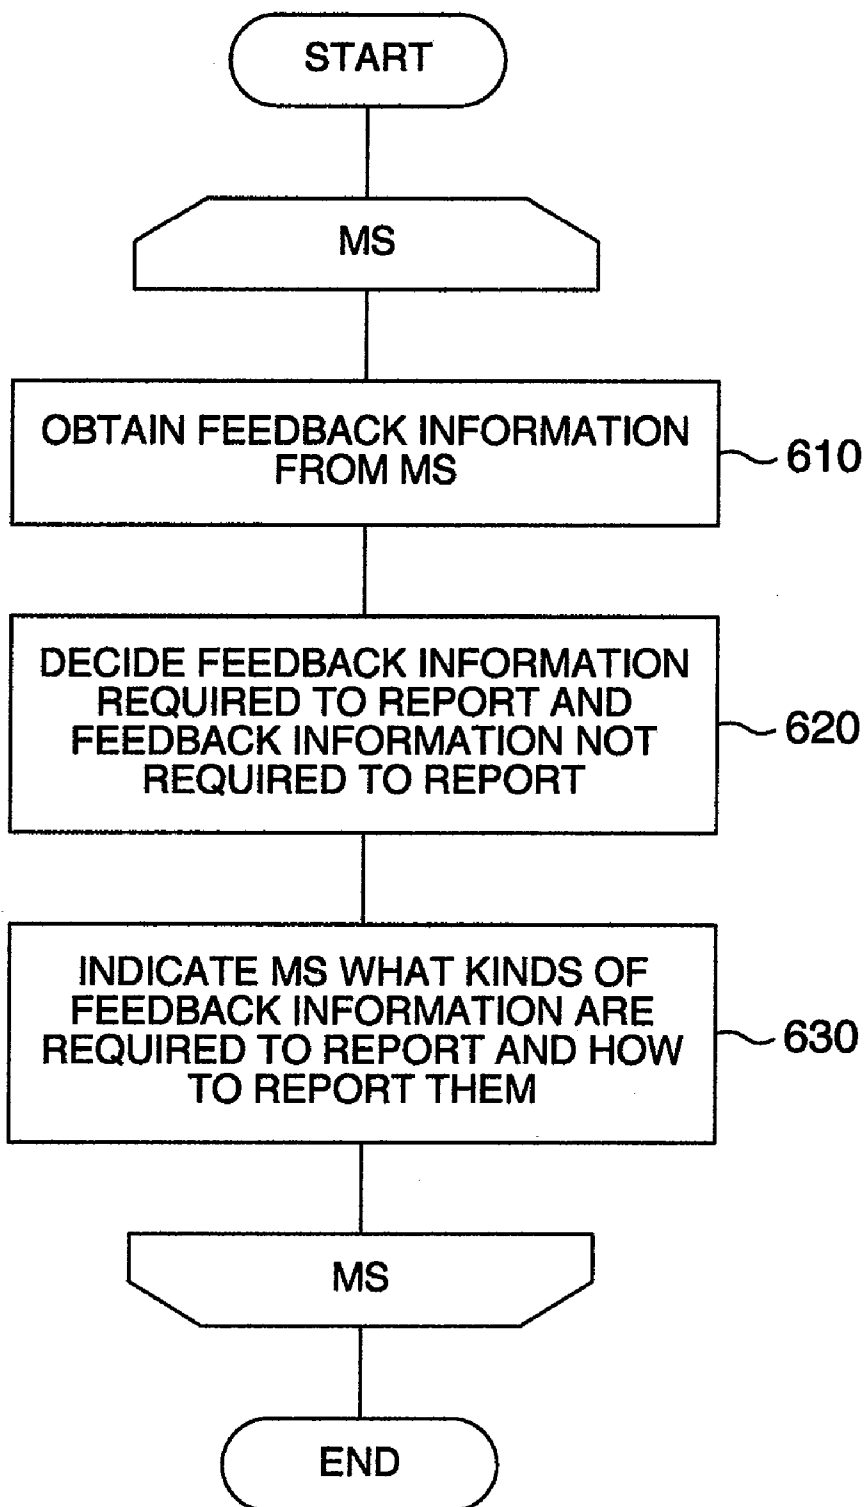 START
MS
OBTAIN FEEDBACK INFORMATION
FROM MS
610
DECIDE FEEDBACK INFORMATION
REQUIRED TO REPORT AND
FEEDBACK INFORMATION NOT
REQUIRED TO REPORT
620
INDICATE MS WHAT KINDS OF
FEEDBACK INFORMATION ARE
REQUIRED TO REPORT AND HOW
TO REPORT THEM
630
MS
END